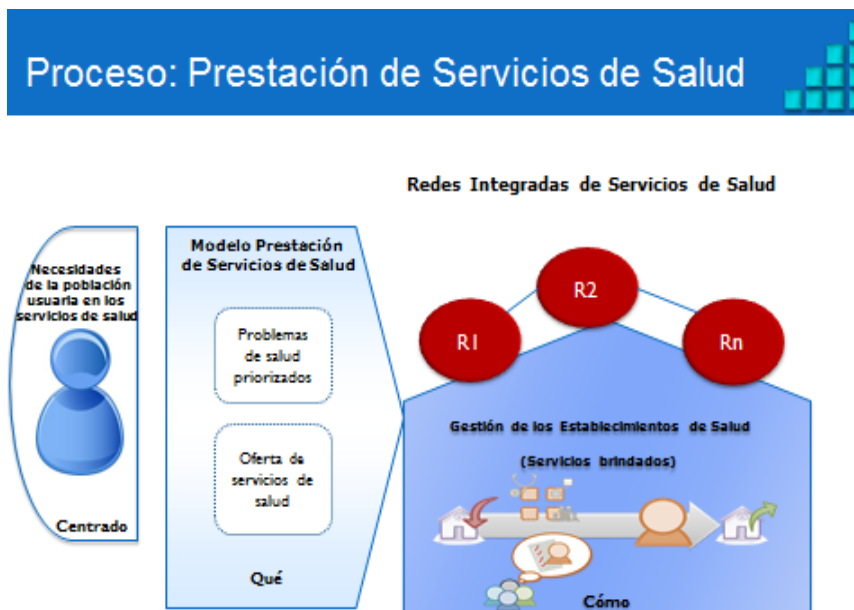 Proceso: Prestación de Servicios de Salud
Redes Integradas de Servicios de Salud
Necesidades
de la población
usuaria en los
servicios de salud
Centrado
Modelo Prestación
de Servicios de Salud
Problemas
de salud
priorizados
Oferta de
servicios de
salud
Qué
R1
R2
Rn
Gestión de los Establecimientos de Salud
(Servicios brindados)
Cómo